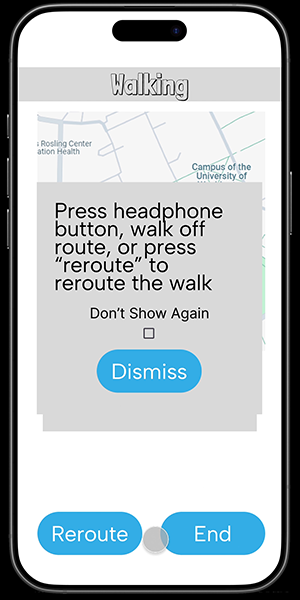 Walking
s Rosling Center
ation Health
Campus of the
University of
Press headphone
button, walk off
route, or press
“reroute” to
reroute the walk
Don’t Show Again
Dismiss
Reroute
End